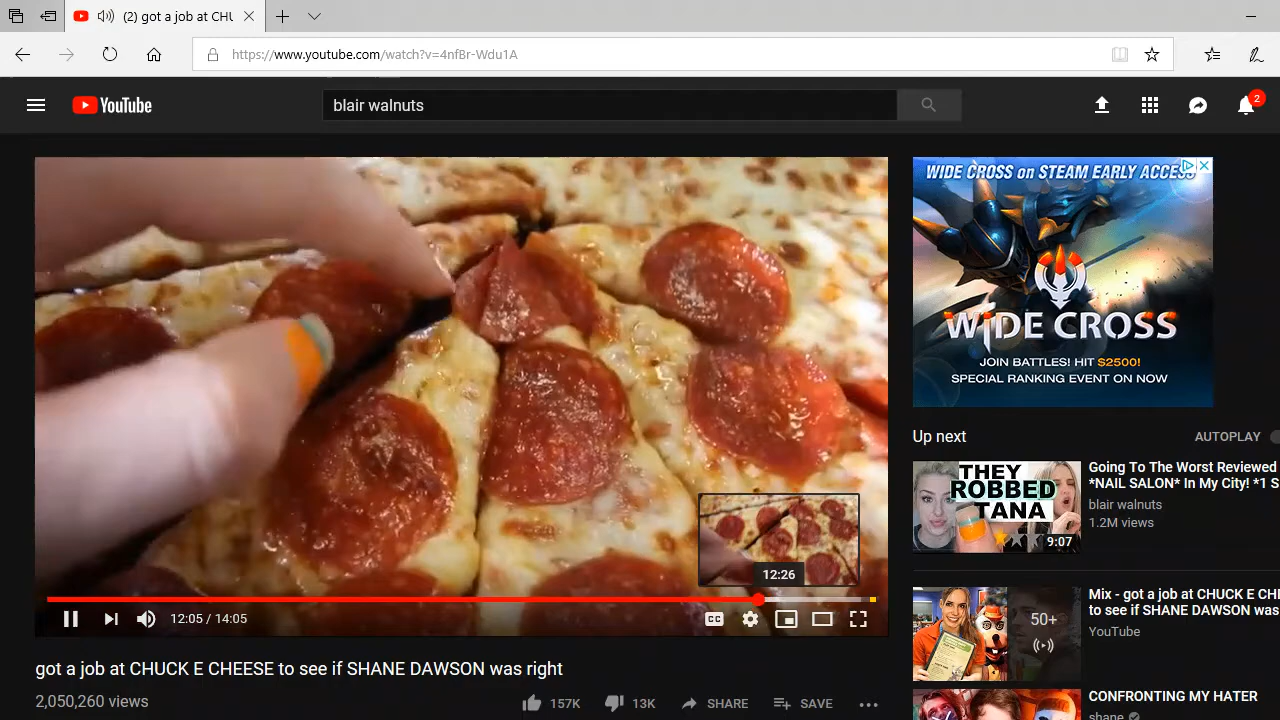 (2) got a job at CHU
https://www.youtube.com/watch?v=4nfBr-Wdu1A
YouTube
blair walnuts
2
WIDE CROSS on STEAM EARLY ACCESS
WIDE CROSS
JOIN BATTLES! HIT $2500!
SPECIAL RANKING EVENT ON NOW
Up next
AUTOPLAY
THEY
ROBBED
TANA
9:07
Going To The Worst Reviewed
*NAIL SALON* In My City! *1 S
blair walnuts
1.2M views
12:26
12:05 / 14:05
CC
50+
Mix - got a job at CHUCK E CHE
to see if SHANE DAWSON was
YouTube
got a job at CHUCK E CHEESE to see if SHANE DAWSON was right
2,050,260 views
157K
13K
SHARE
SAVE
CONFRONTING MY HATER
shane